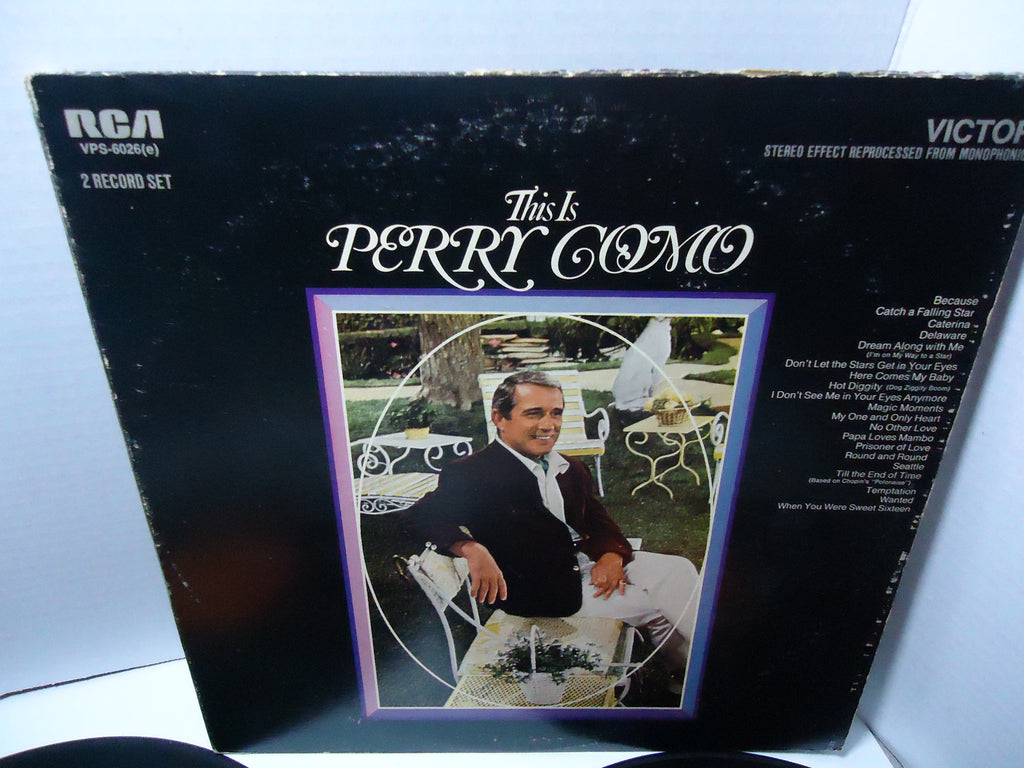 RCA
VPS-6026(e)
2 RECORD SET
VICTOR
STEREO EFFECT REPROCESSED FROM MONOPHONIC
This Is
PERRY COMO
Because
Catch a Falling Star
Caterina
Delaware
Dream Along with Me
(I'm on My Way to a Star)
Don't Let the Stars Get in Your Eyes
Here Comes My Baby
Hot Diggity (Dog Ziggity Boom)
I Don't See Me in Your Eyes Anymore
Magic Moments
My One and Only Heart
No Other Love
Papa Loves Mambo
Prisoner of Love
Round and Round
Seattle
Till the End of Time
(Based on Chopin's "Polonaise")
Temptation
Wanted
When You Were Sweet Sixteen